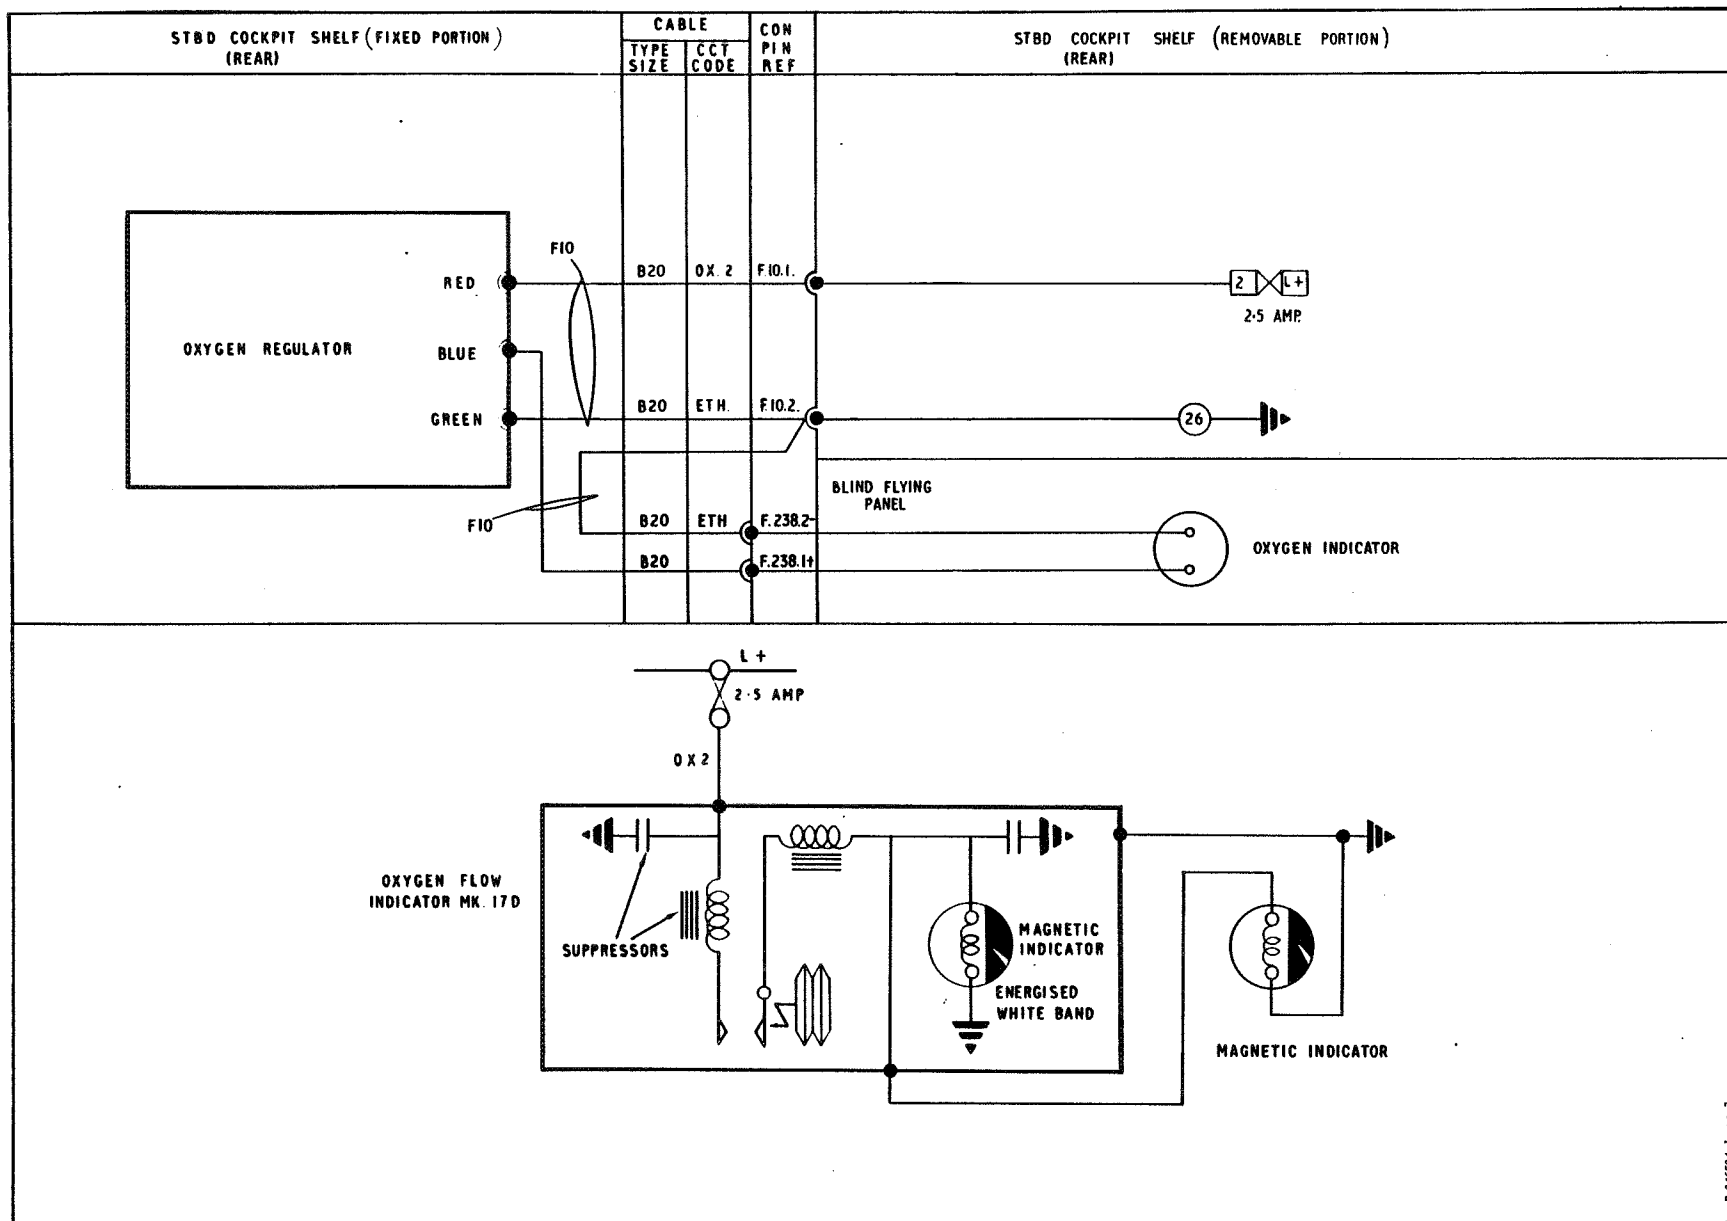 STBD COCKPIT SHELF (FIXED PORTION)
(REAR)
CABLE
TYPE SIZE
CCT CODE
CON PIN REF
STBD COCKPIT SHELF (REMOVABLE PORTION)
(REAR)
F10
RED
B20
OX. 2
F.10.1.
2
L+
2·5 AMP.
OXYGEN REGULATOR
BLUE
GREEN
B20
ETH.
F.10.2.
26
BLIND FLYING
PANEL
F10
B20
ETH
F.238.2-
B20
F.238.1+
OXYGEN INDICATOR
L +
2·5 AMP
OX2
OXYGEN FLOW
INDICATOR MK. 17D
SUPPRESSORS
MAGNETIC
INDICATOR
ENERGISED
WHITE BAND
MAGNETIC INDICATOR